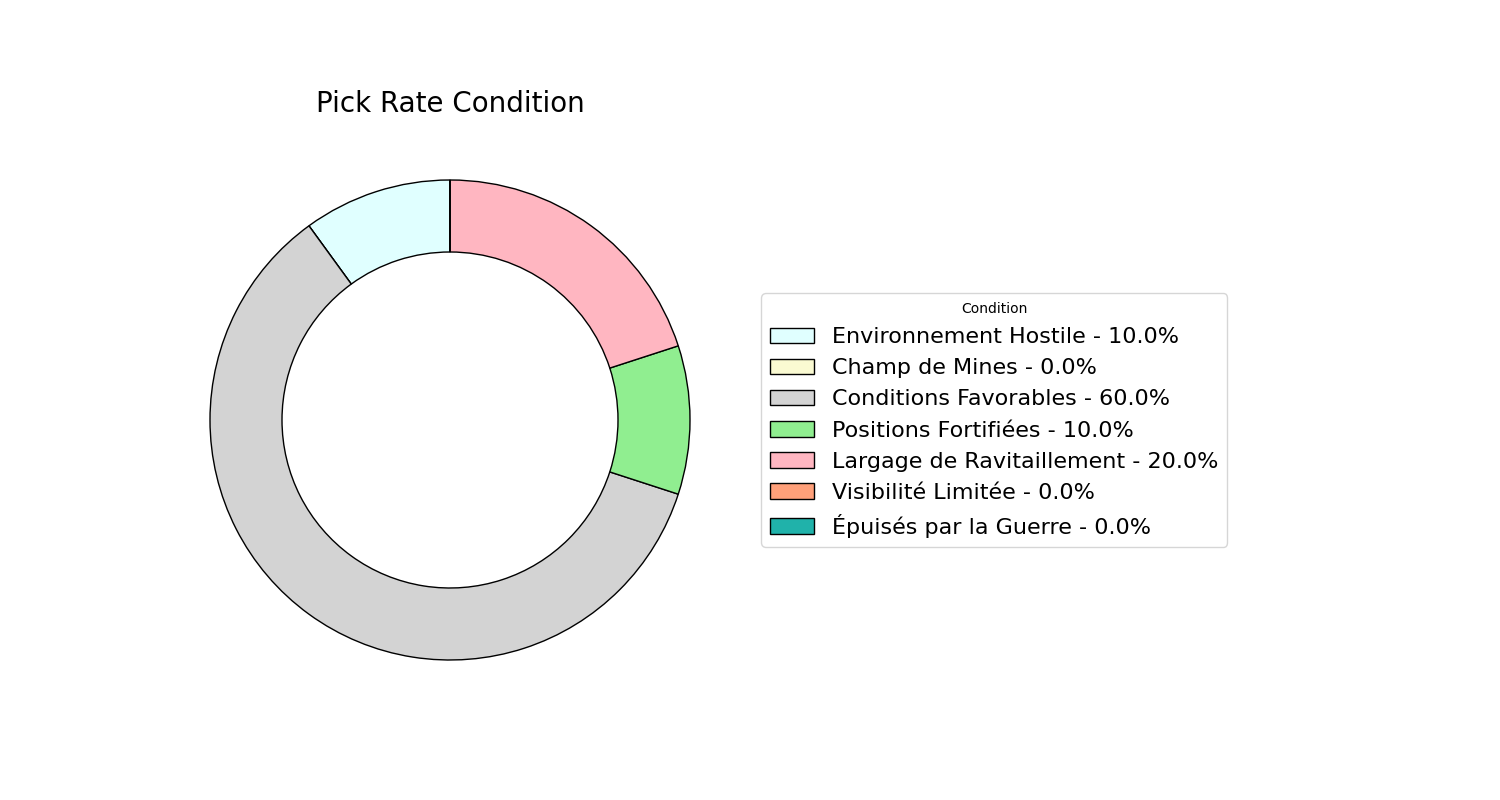 Pick Rate Condition
Condition
Environnement Hostile - 10.0%
Champ de Mines - 0.0%
Conditions Favorables - 60.0%
Positions Fortifiées - 10.0%
Largage de Ravitaillement - 20.0%
Visibilité Limitée - 0.0%
Épuisés par la Guerre - 0.0%